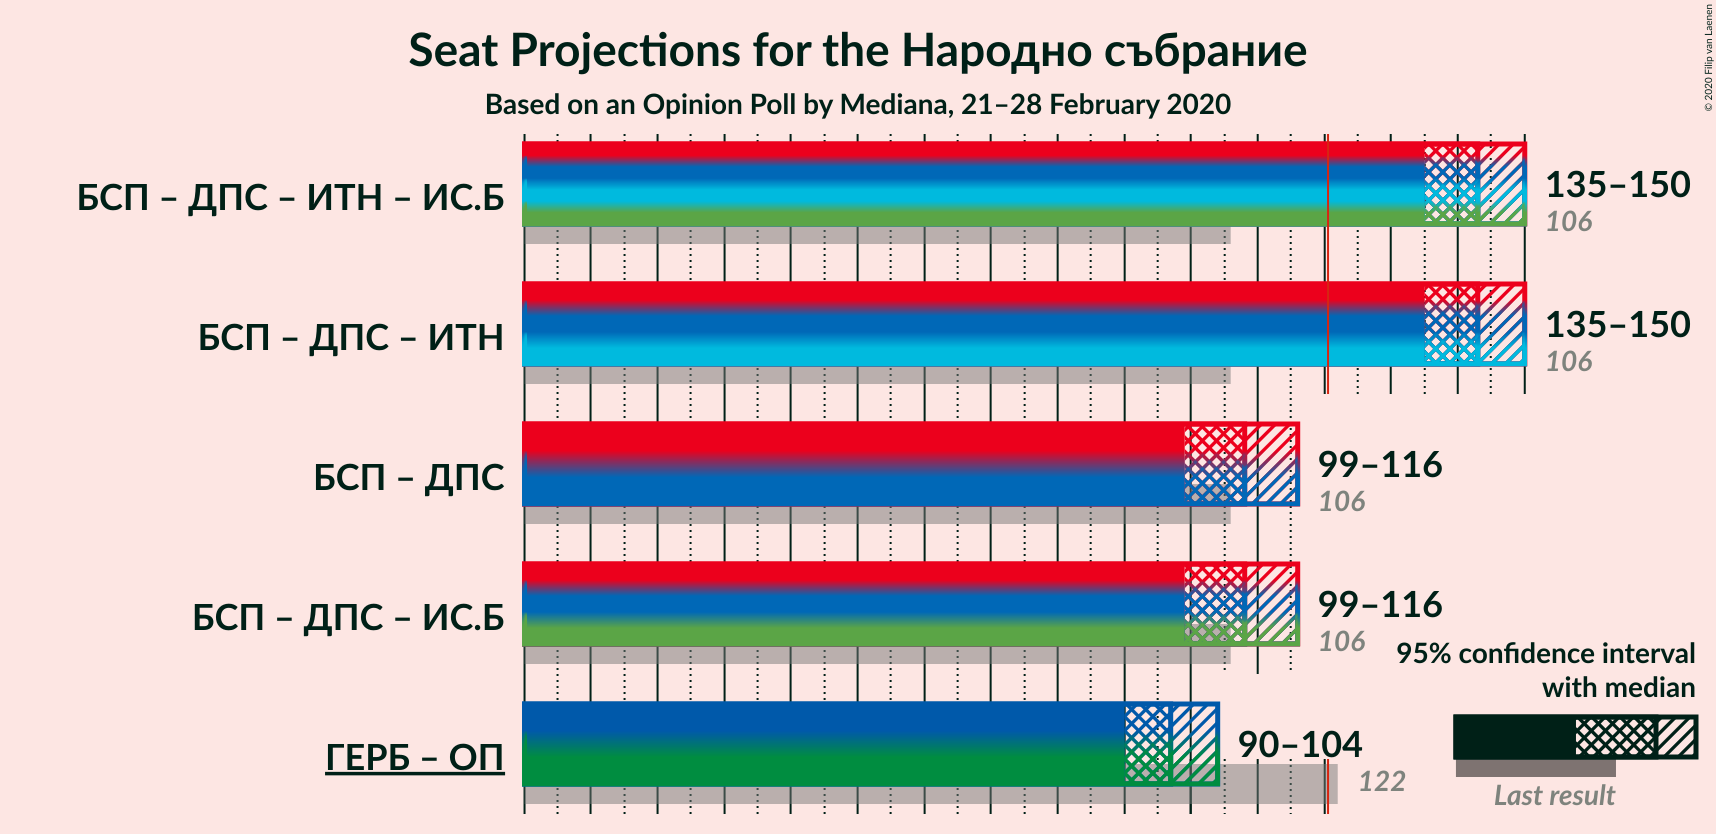 Seat Projections for the Народно събрание
Based on an Opinion Poll by Mediana, 21–28 February 2020
© 2020 Filip van Laenen
БСП – ДПС – ИТН – ИС.Б
135–150
106
БСП – ДПС – ИТН
135–150
106
БСП – ДПС
99–116
106
БСП – ДПС – ИС.Б
99–116
106
ГЕРБ – ОП
90–104
122
95% confidence interval
with median
Last result